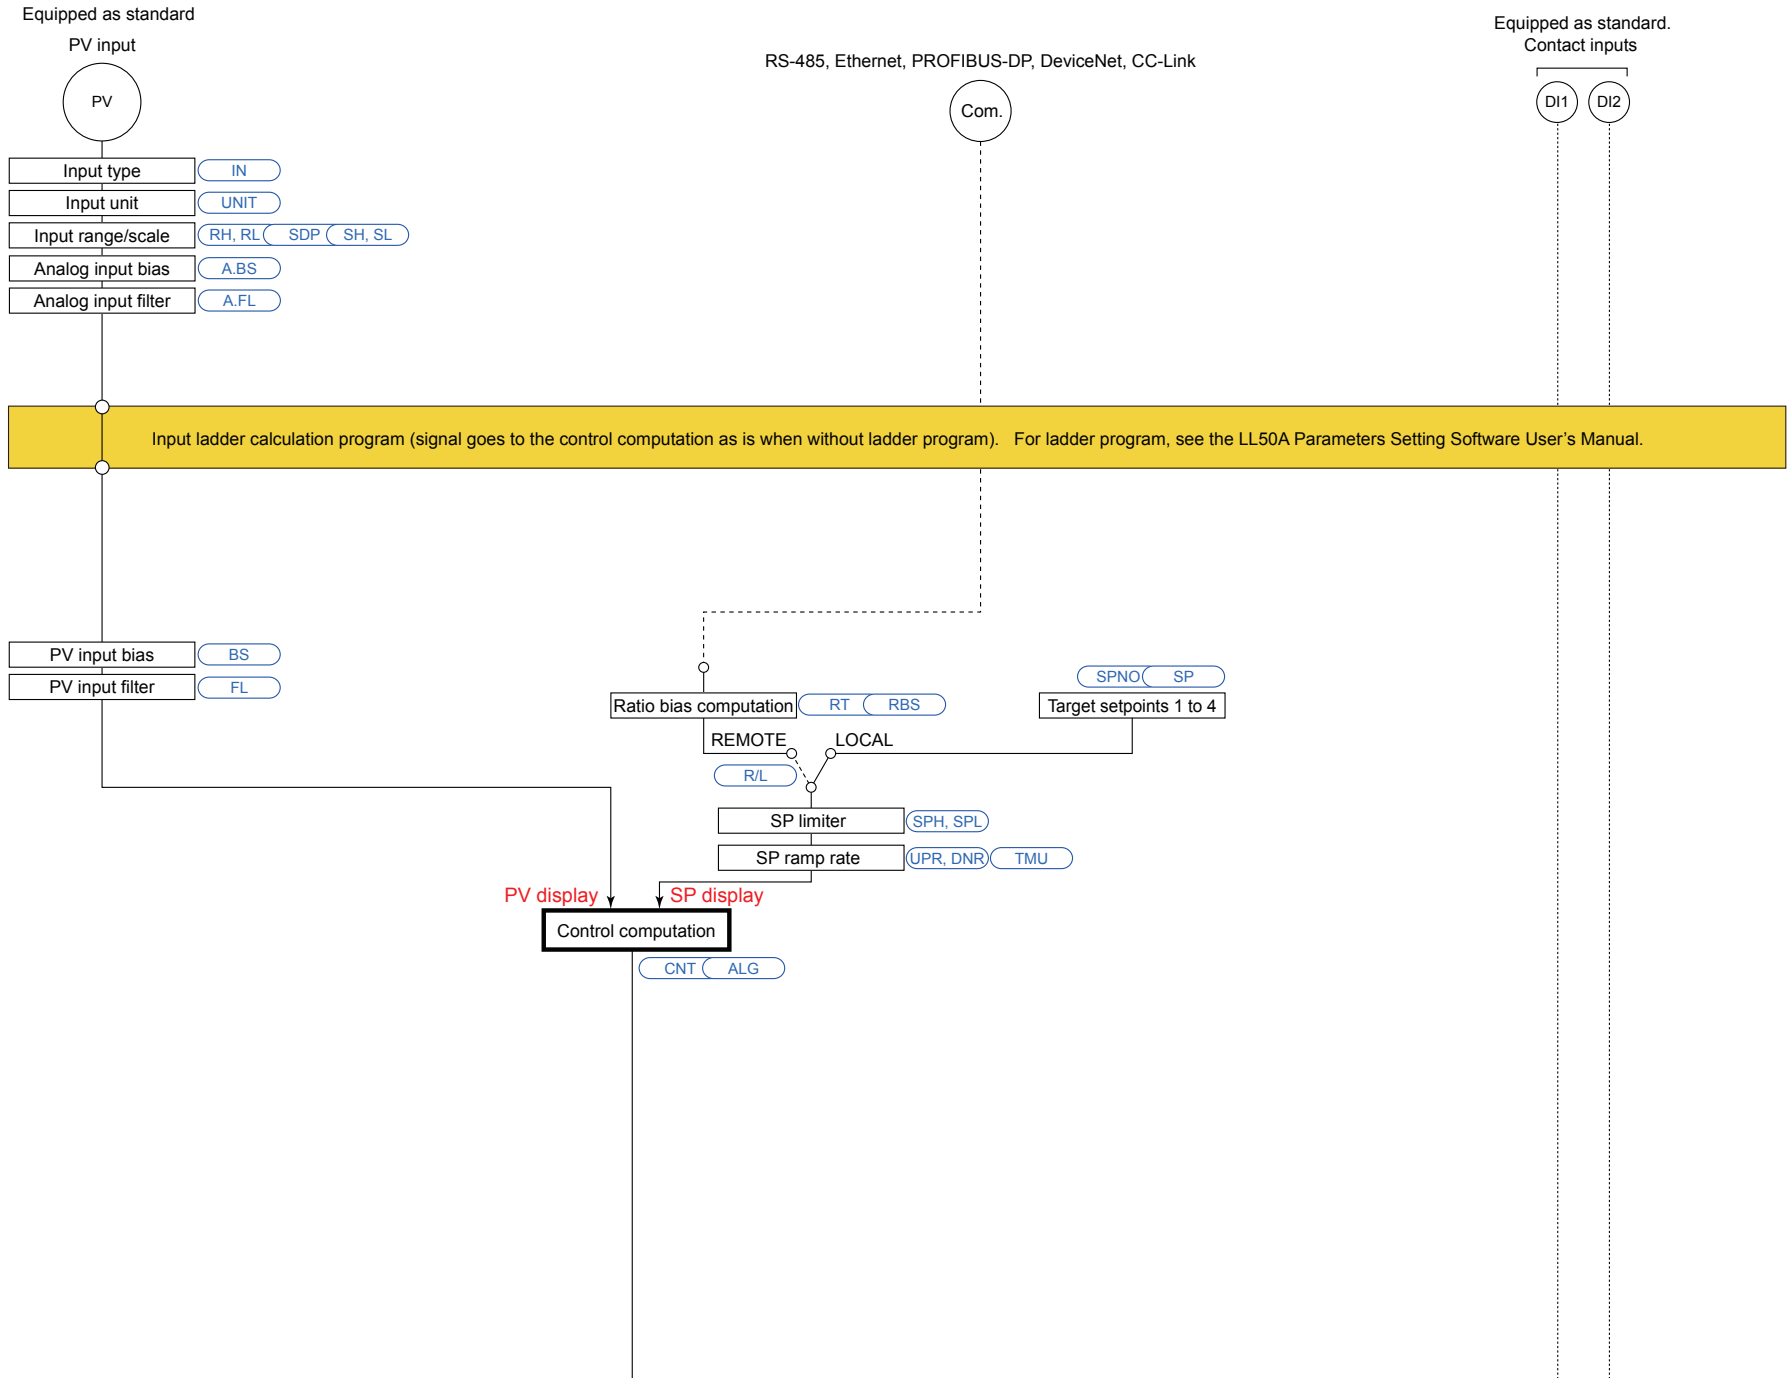 Equipped as standard
PV input
PV
RS-485, Ethernet, PROFIBUS-DP, DeviceNet, CC-Link
Com.
Equipped as standard.
Contact inputs
DI1 DI2
Input type IN
Input unit UNIT
Input range/scale RH, RL SDP SH, SL
Analog input bias A.BS
Analog input filter A.FL
Input ladder calculation program (signal goes to the control computation as is when without ladder program). For ladder program, see the LL50A Parameters Setting Software User's Manual.
PV input bias BS
PV input filter FL
SPNO SP
Ratio bias computation RT RBS
Target setpoints 1 to 4
REMOTE LOCAL
R/L
SP limiter SPH, SPL
SP ramp rate UPR, DNR TMU
PV display SP display
Control computation
CNT ALG